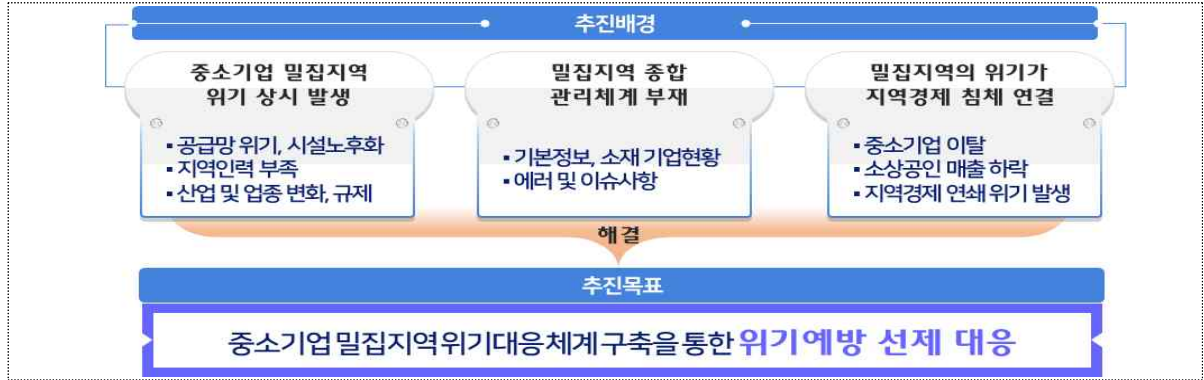 추진배경
중소기업 밀집지역
위기 상시 발생
▪ 공급망 위기, 시설노후화
▪ 지역인력 부족
▪ 산업 및 업종 변화, 규제
밀집지역 종합
관리체계 부재
▪ 기본정보, 소재 기업현황
▪ 에러 및 이슈사항
밀집지역의 위기가
지역경제 침체 연결
▪ 중소기업 이탈
▪ 소상공인 매출 하락
▪ 지역경제 연쇄 위기 발생
해결
추진목표
중소기업 밀집지역 위기대응 체계 구축을 통한 위기예방 선제 대응